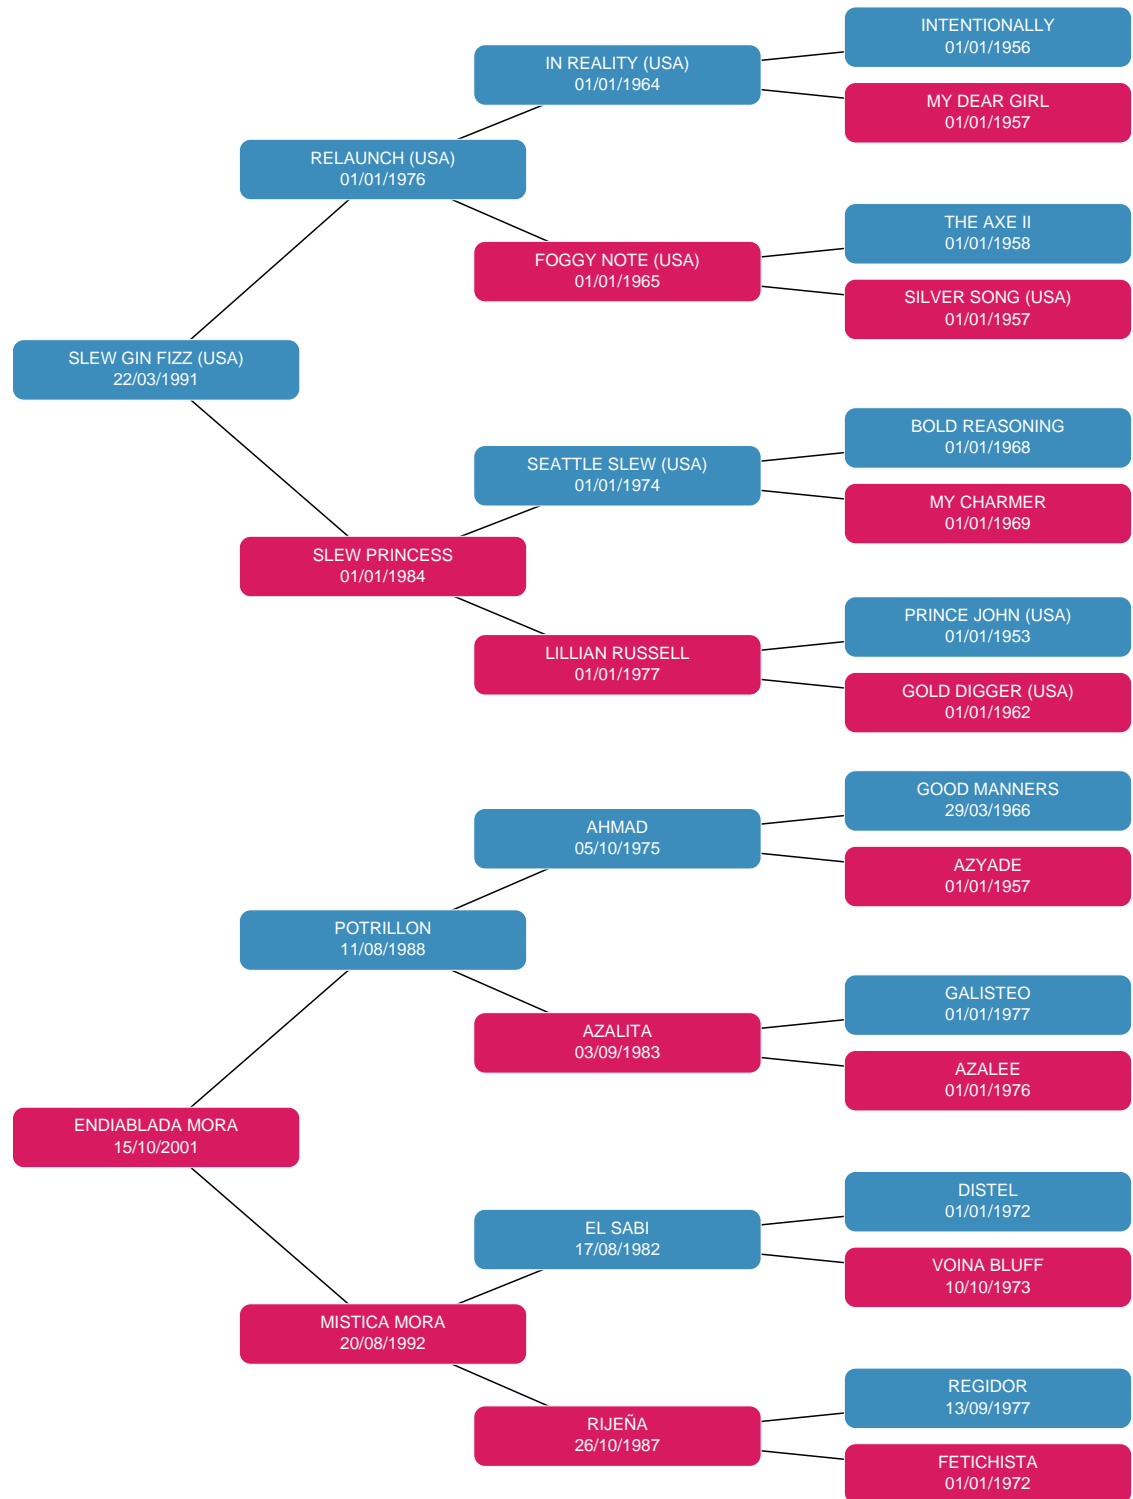 INTENTIONALLY
01/01/1956
IN REALITY (USA)
01/01/1964
MY DEAR GIRL
01/01/1957
RELAUNCH (USA)
01/01/1976
THE AXE II
01/01/1958
FOGGY NOTE (USA)
01/01/1965
SILVER SONG (USA)
01/01/1957
SLEW GIN FIZZ (USA)
22/03/1991
BOLD REASONING
01/01/1968
SEATTLE SLEW (USA)
01/01/1974
MY CHARMER
01/01/1969
SLEW PRINCESS
01/01/1984
PRINCE JOHN (USA)
01/01/1953
LILLIAN RUSSELL
01/01/1977
GOLD DIGGER (USA)
01/01/1962
GOOD MANNERS
29/03/1966
AHMAD
05/10/1975
AZYADE
01/01/1957
POTRILLON
11/08/1988
GALISTEO
01/01/1977
AZALITA
03/09/1983
AZALEE
01/01/1976
ENDIABLADA MORA
15/10/2001
DISTEL
01/01/1972
EL SABI
17/08/1982
VOINA BLUFF
10/10/1973
MISTICA MORA
20/08/1992
REGIDOR
13/09/1977
RIJEÑA
26/10/1987
FETICHISTA
01/01/1972